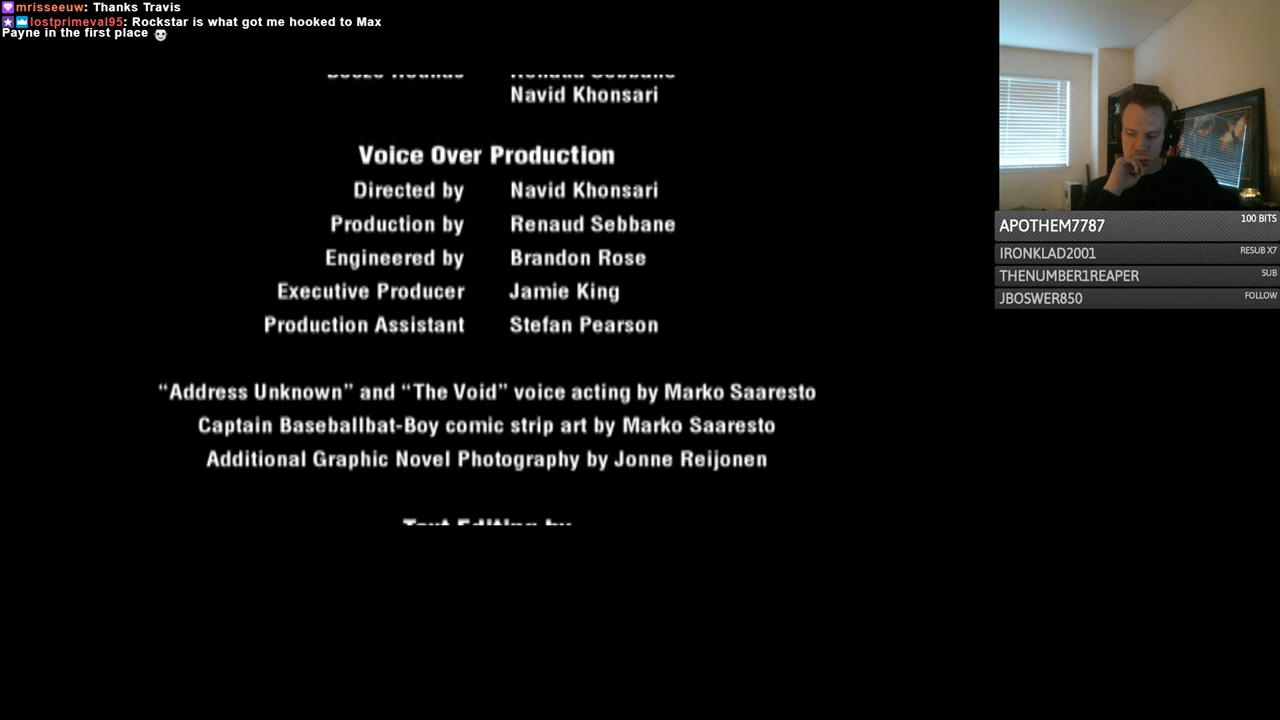 mrisseeuw: Thanks Travis
lostprimeval95: Rockstar is what got me hooked to Max
Payne in the first place
Navid Khonsari
Voice Over Production
Directed by Navid Khonsari
Production by Renaud Sebbane
Engineered by Brandon Rose
Executive Producer Jamie King
Production Assistant Stefan Pearson
“Address Unknown” and “The Void” voice acting by Marko Saaresto
Captain Baseballbat-Boy comic strip art by Marko Saaresto
Additional Graphic Novel Photography by Jonne Reijonen
Text Editing by
APOTHEM7787 100 BITS
IRONKLAD2001 RESUB X7
THENUMBER1REAPER SUB
JBOSWER850 FOLLOW